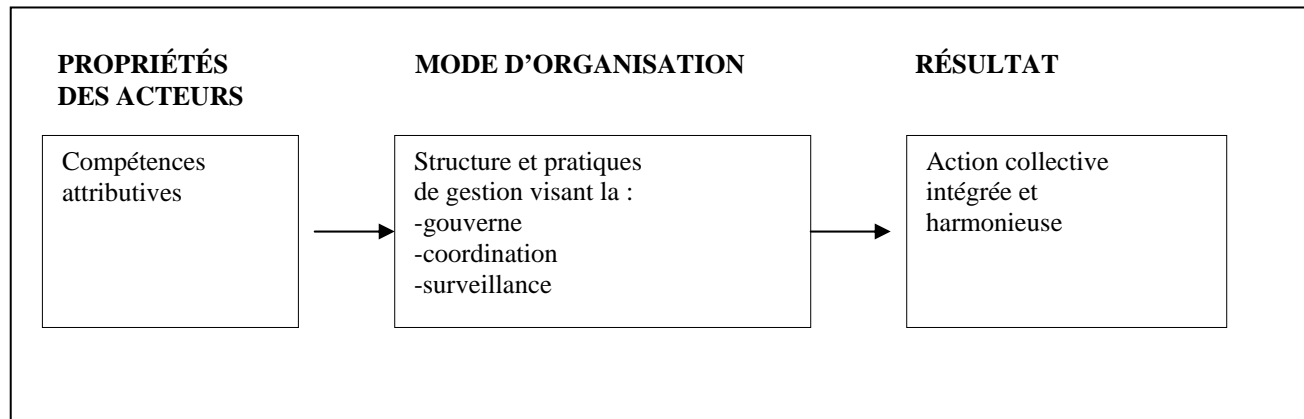 PROPRIÉTÉS
DES ACTEURS
MODE D’ORGANISATION
RÉSULTAT
Compétences
attributives
Structure et pratiques
de gestion visant la :
-gouverne
-coordination
-surveillance
Action collective
intégrée et
harmonieuse